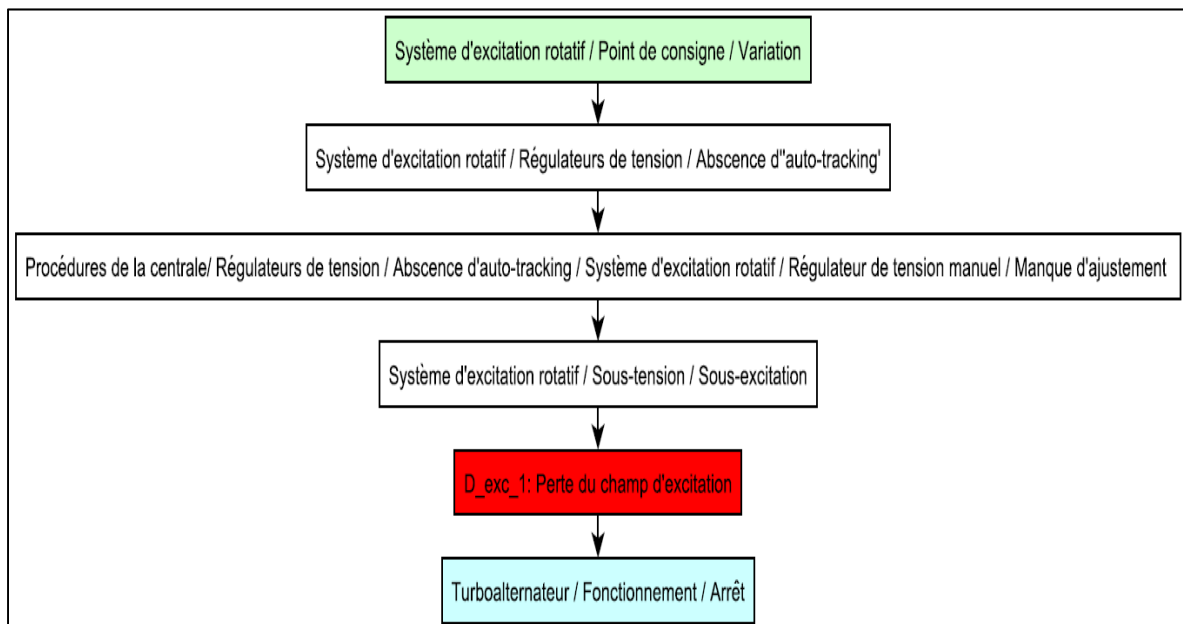 Système d'excitation rotatif / Point de consigne / Variation
Système d'excitation rotatif / Régulateurs de tension / Abscence d''auto-tracking'
Procédures de la centrale/ Régulateurs de tension / Abscence d'auto-tracking / Système d'excitation rotatif / Régulateur de tension manuel / Manque d'ajustement
Système d'excitation rotatif / Sous-tension / Sous-excitation
D_exc_1: Perte du champ d'excitation
Turboalternateur / Fonctionnement / Arrêt